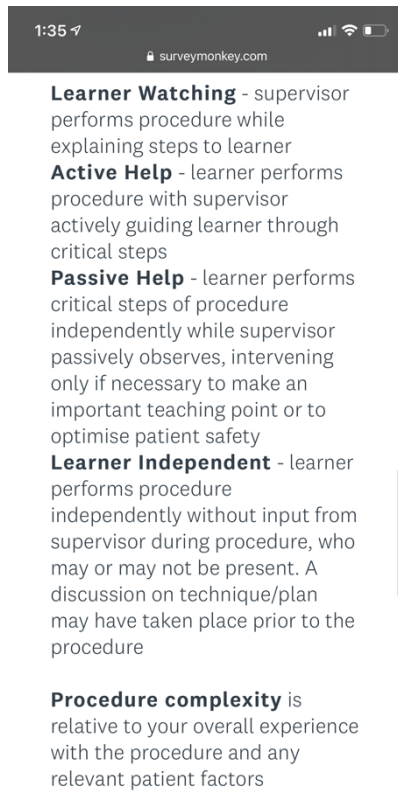 1:35
surveymonkey.com
Learner Watching - supervisor
performs procedure while
explaining steps to learner
Active Help - learner performs
procedure with supervisor
actively guiding learner through
critical steps
Passive Help - learner performs
critical steps of procedure
independently while supervisor
passively observes, intervening
only if necessary to make an
important teaching point or to
optimise patient safety
Learner Independent - learner
performs procedure
independently without input from
supervisor during procedure, who
may or may not be present. A
discussion on technique/plan
may have taken place prior to the
procedure
Procedure complexity is
relative to your overall experience
with the procedure and any
relevant patient factors